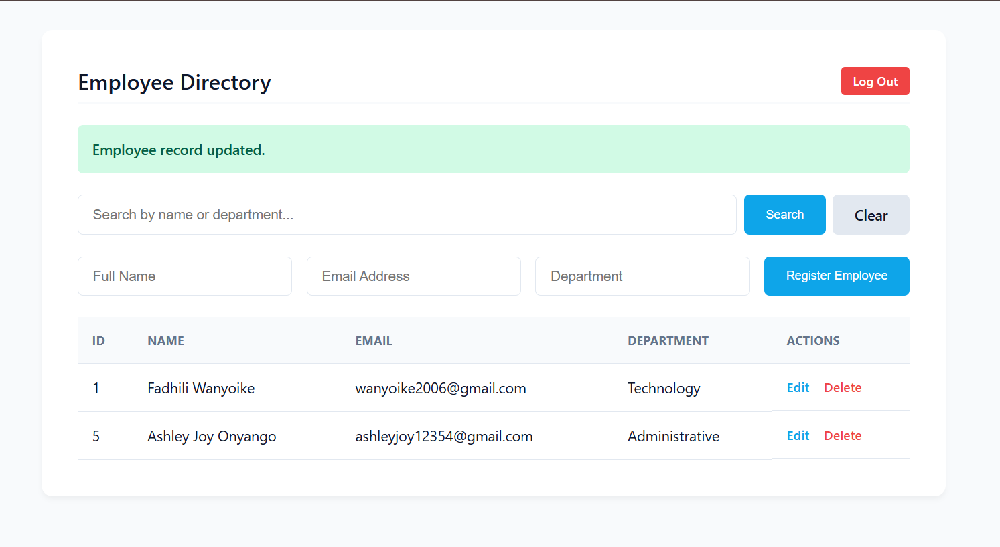 Employee Directory
Log Out
Employee record updated.
Search by name or department...
Search
Clear
Full Name
Email Address
Department
Register Employee
ID NAME EMAIL DEPARTMENT ACTIONS
1 Fadhili Wanyoike wanyoike2006@gmail.com Technology Edit Delete
5 Ashley Joy Onyango ashleyjoy12354@gmail.com Administrative Edit Delete